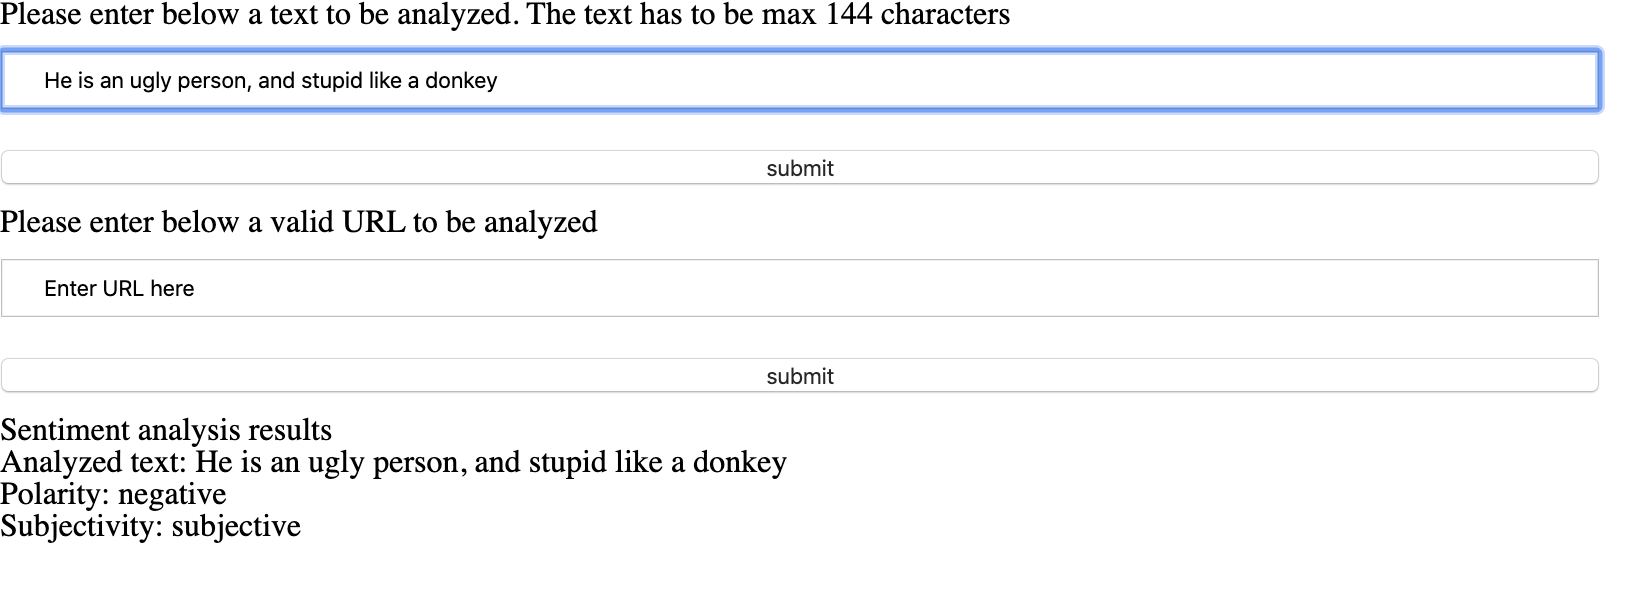 Please enter below a text to be analyzed. The text has to be max 144 characters
He is an ugly person, and stupid like a donkey
submit
Please enter below a valid URL to be analyzed
Enter URL here
submit
Sentiment analysis results
Analyzed text: He is an ugly person, and stupid like a donkey
Polarity: negative
Subjectivity: subjective